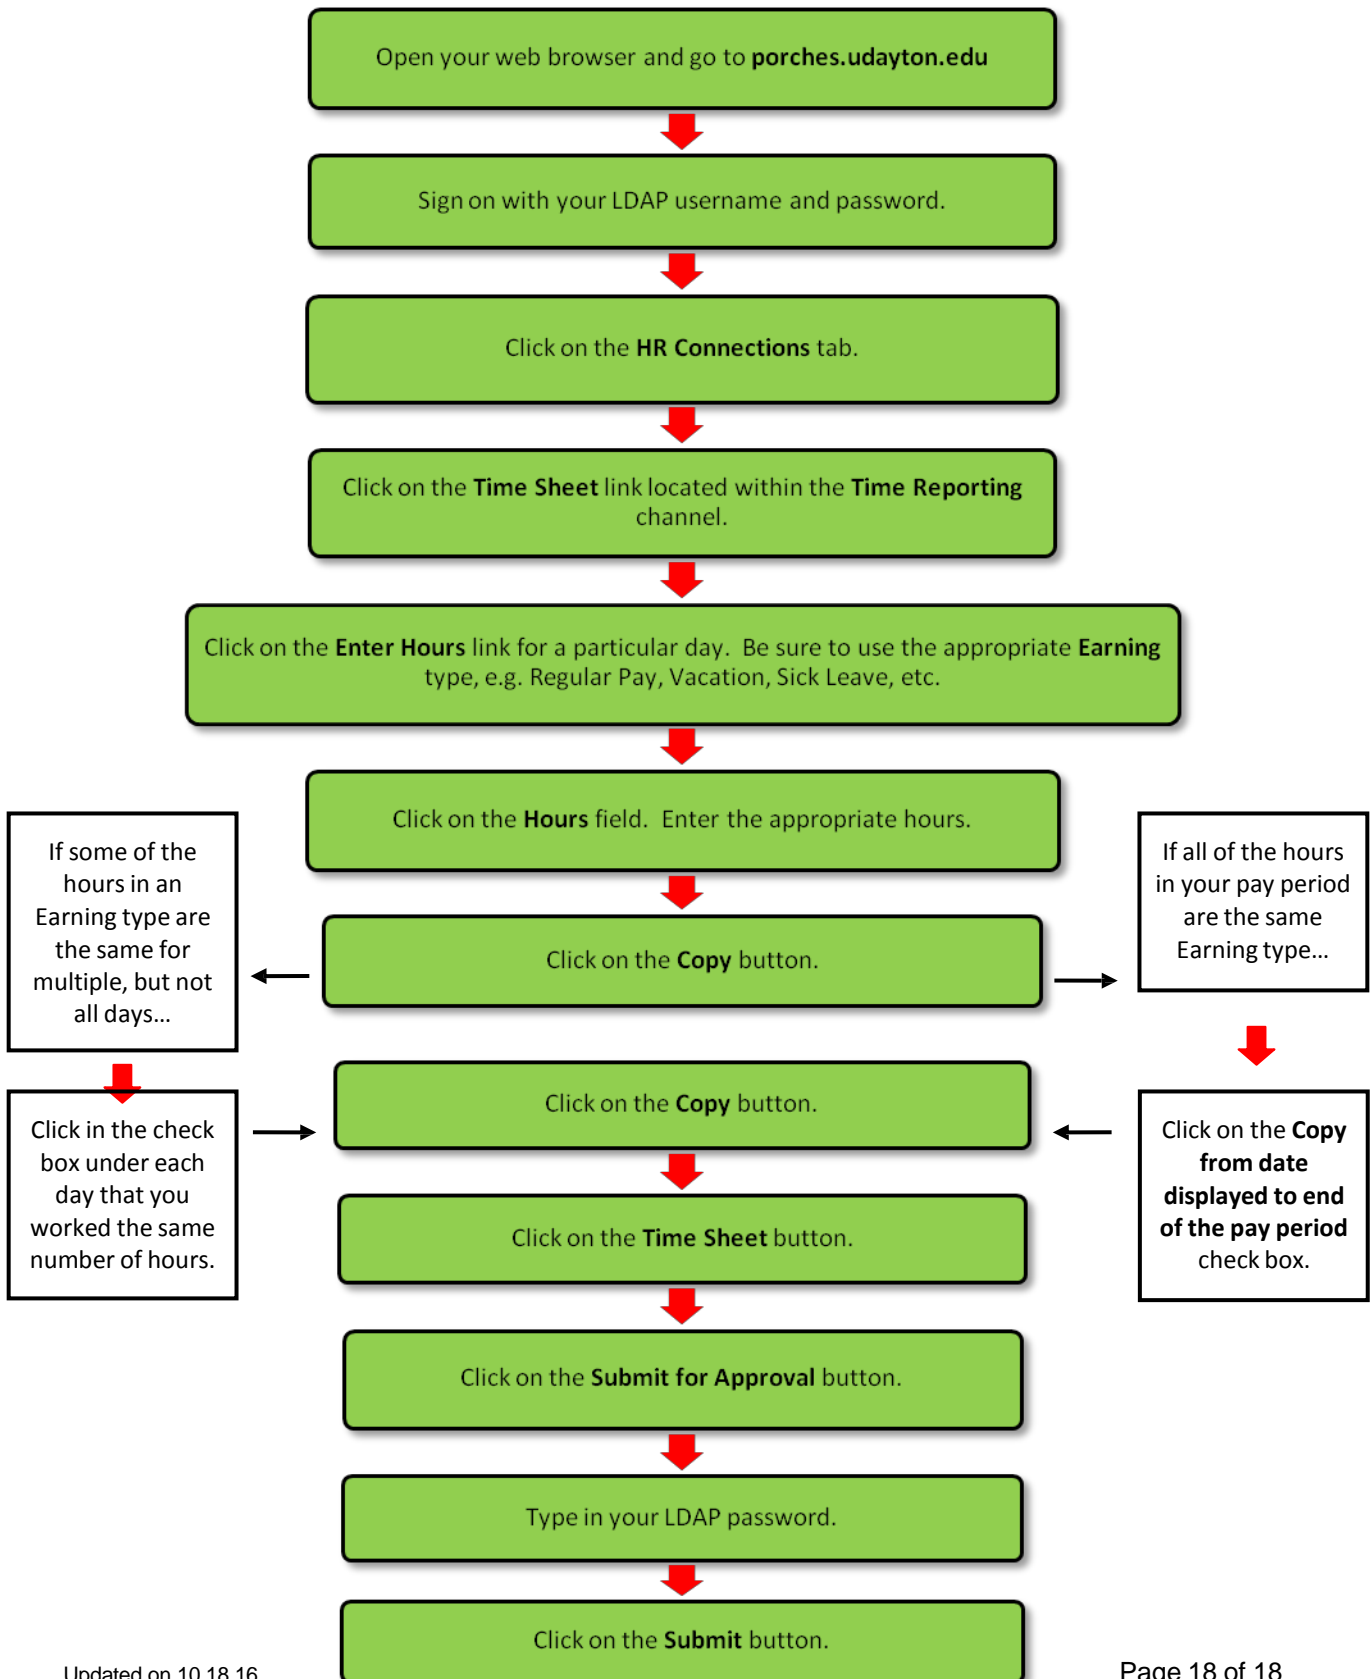 Open your web browser and go to porches.udayton.edu
Sign on with your LDAP username and password.
Click on the HR Connections tab.
Click on the Time Sheet link located within the Time Reporting
channel.
Click on the Enter Hours link for a particular day. Be sure to use the appropriate Earning
type, e.g. Regular Pay, Vacation, Sick Leave, etc.
Click on the Hours field. Enter the appropriate hours.
Click on the Copy button.
If some of the
hours in an
Earning type are
the same for
multiple, but not
all days...
If all of the hours
in your pay period
are the same
Earning type...
Click in the check
box under each
day that you
worked the same
number of hours.
Click on the Copy
from date
displayed to end
of the pay period
check box.
Click on the Copy button.
Click on the Time Sheet button.
Click on the Submit for Approval button.
Type in your LDAP password.
Click on the Submit button.
Updated on 10.18.16
Page 18 of 18